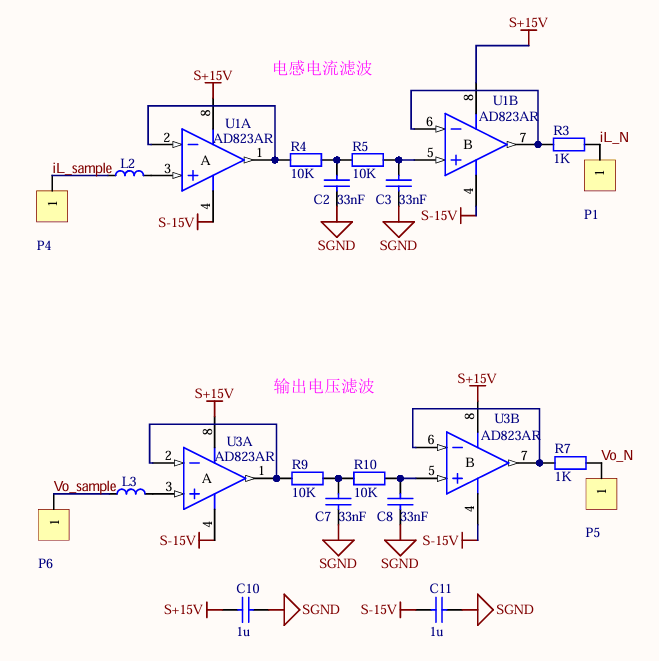 S+15V
电感电流滤波
S+15V
8
U1A
AD823AR
2
A
1
3
4
iL_sample
L2
1
P4
S-15V
R4
10K
R5
10K
C2
33nF
C3
33nF
SGND
SGND
8
U1B
AD823AR
6
B
7
5
4
S-15V
R3
1K
iL_N
1
P1
输出电压滤波
S+15V
S+15V
8
U3A
AD823AR
2
A
1
3
4
Vo_sample
L3
1
P6
S-15V
R9
10K
R10
10K
C7
33nF
C8
33nF
SGND
SGND
8
U3B
AD823AR
6
B
7
5
4
S-15V
R7
1K
Vo_N
1
P5
C10
S+15V
SGND
1u
C11
S-15V
SGND
1u